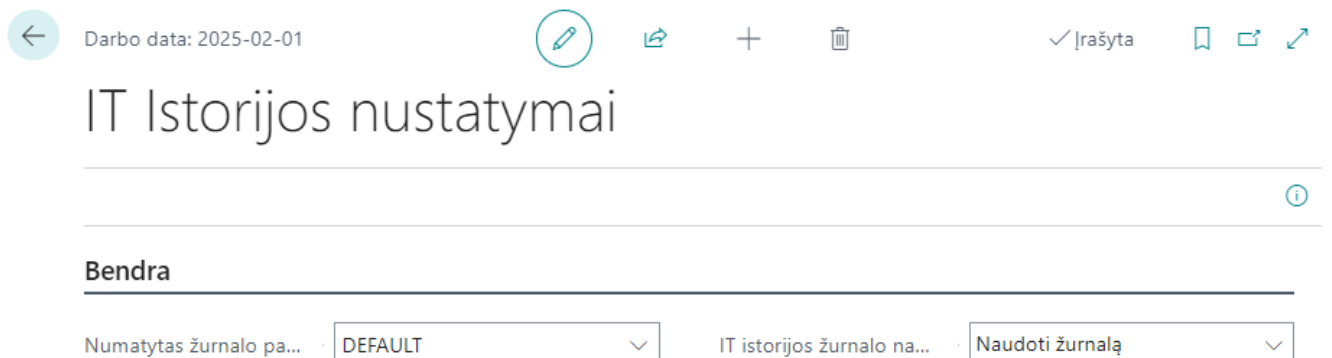 Darbo data: 2025-02-01
Įrašyta
IT Istorijos nustatymai
Bendra
Numatytas žurnalo pa... DEFAULT
IT istorijos žurnalo na... Naudoti žurnalą